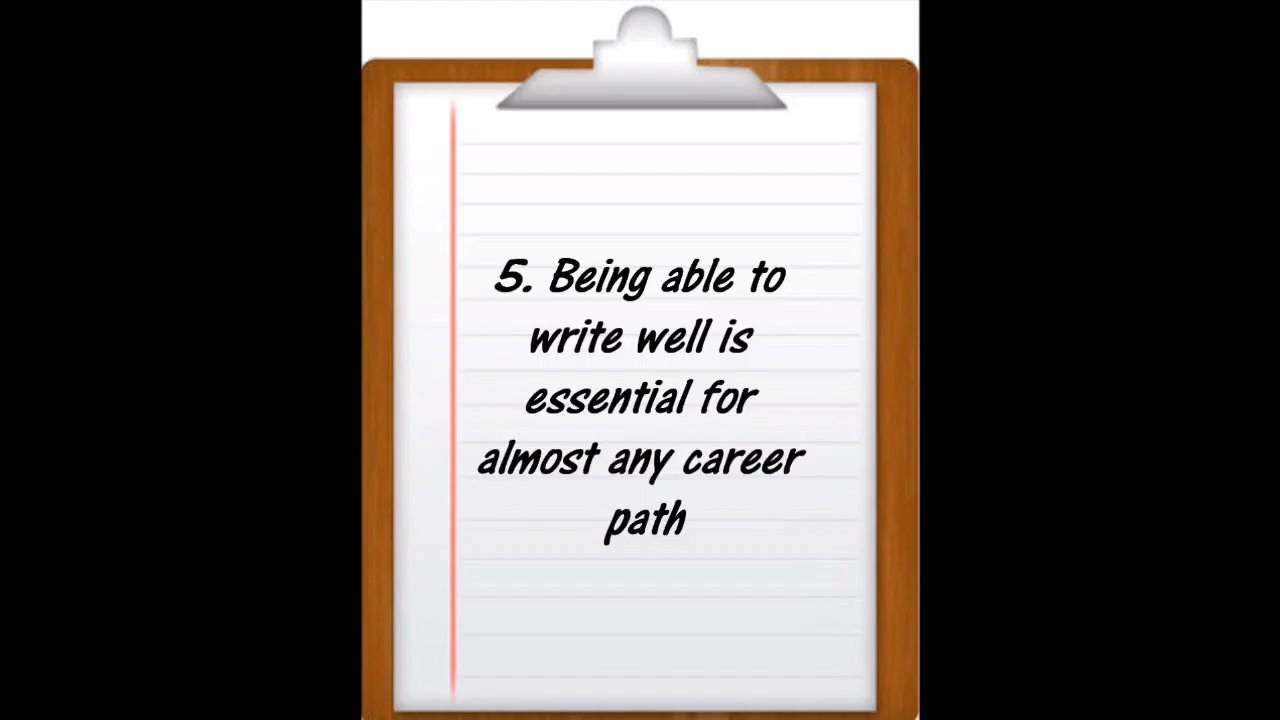 5. Being able to
write well is
essential for
almost any career
path